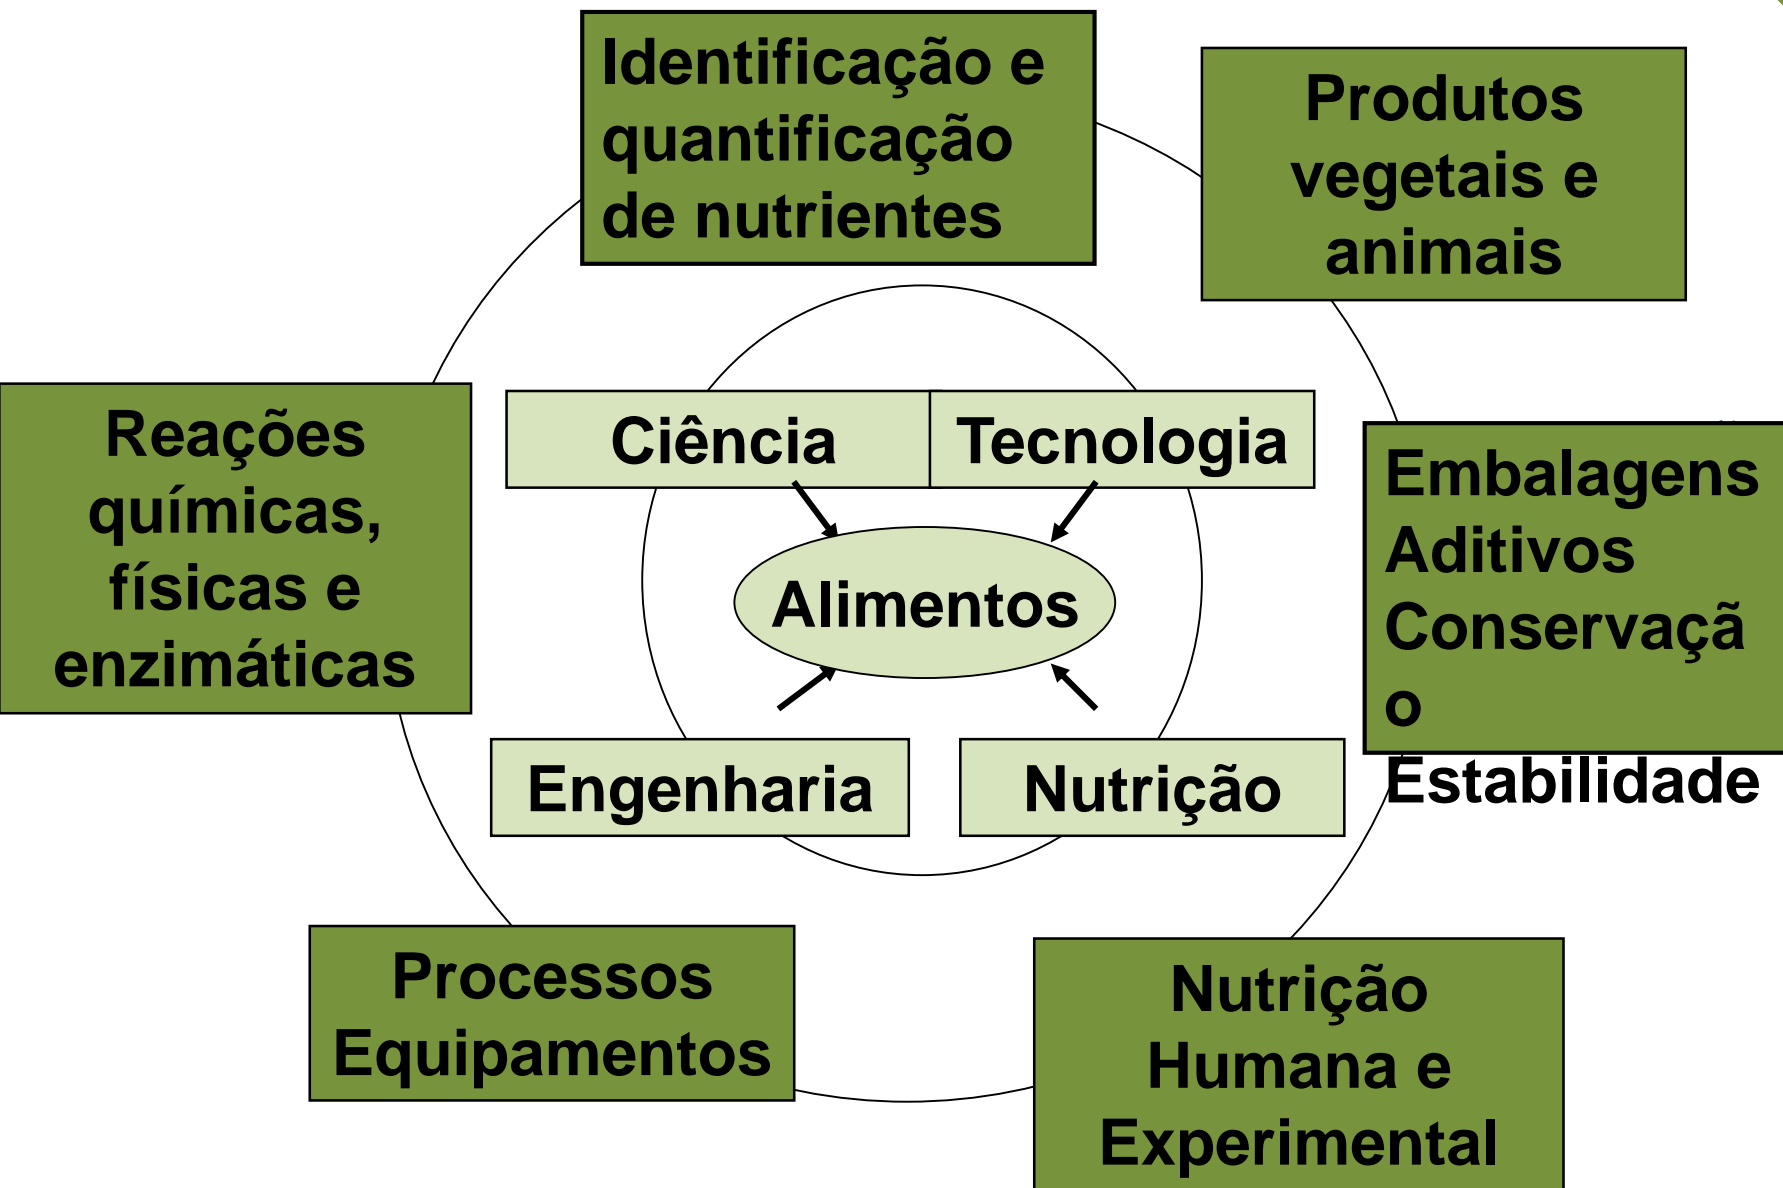 Identificação e
quantificação
de nutrientes
Produtos
vegetais e
animais
Reações
químicas,
físicas e
enzimáticas
Ciência
Tecnologia
Alimentos
Engenharia
Nutrição
Embalagens
Aditivos
Conservaçã
o
Estabilidade
Processos
Equipamentos
Nutrição
Humana e
Experimental